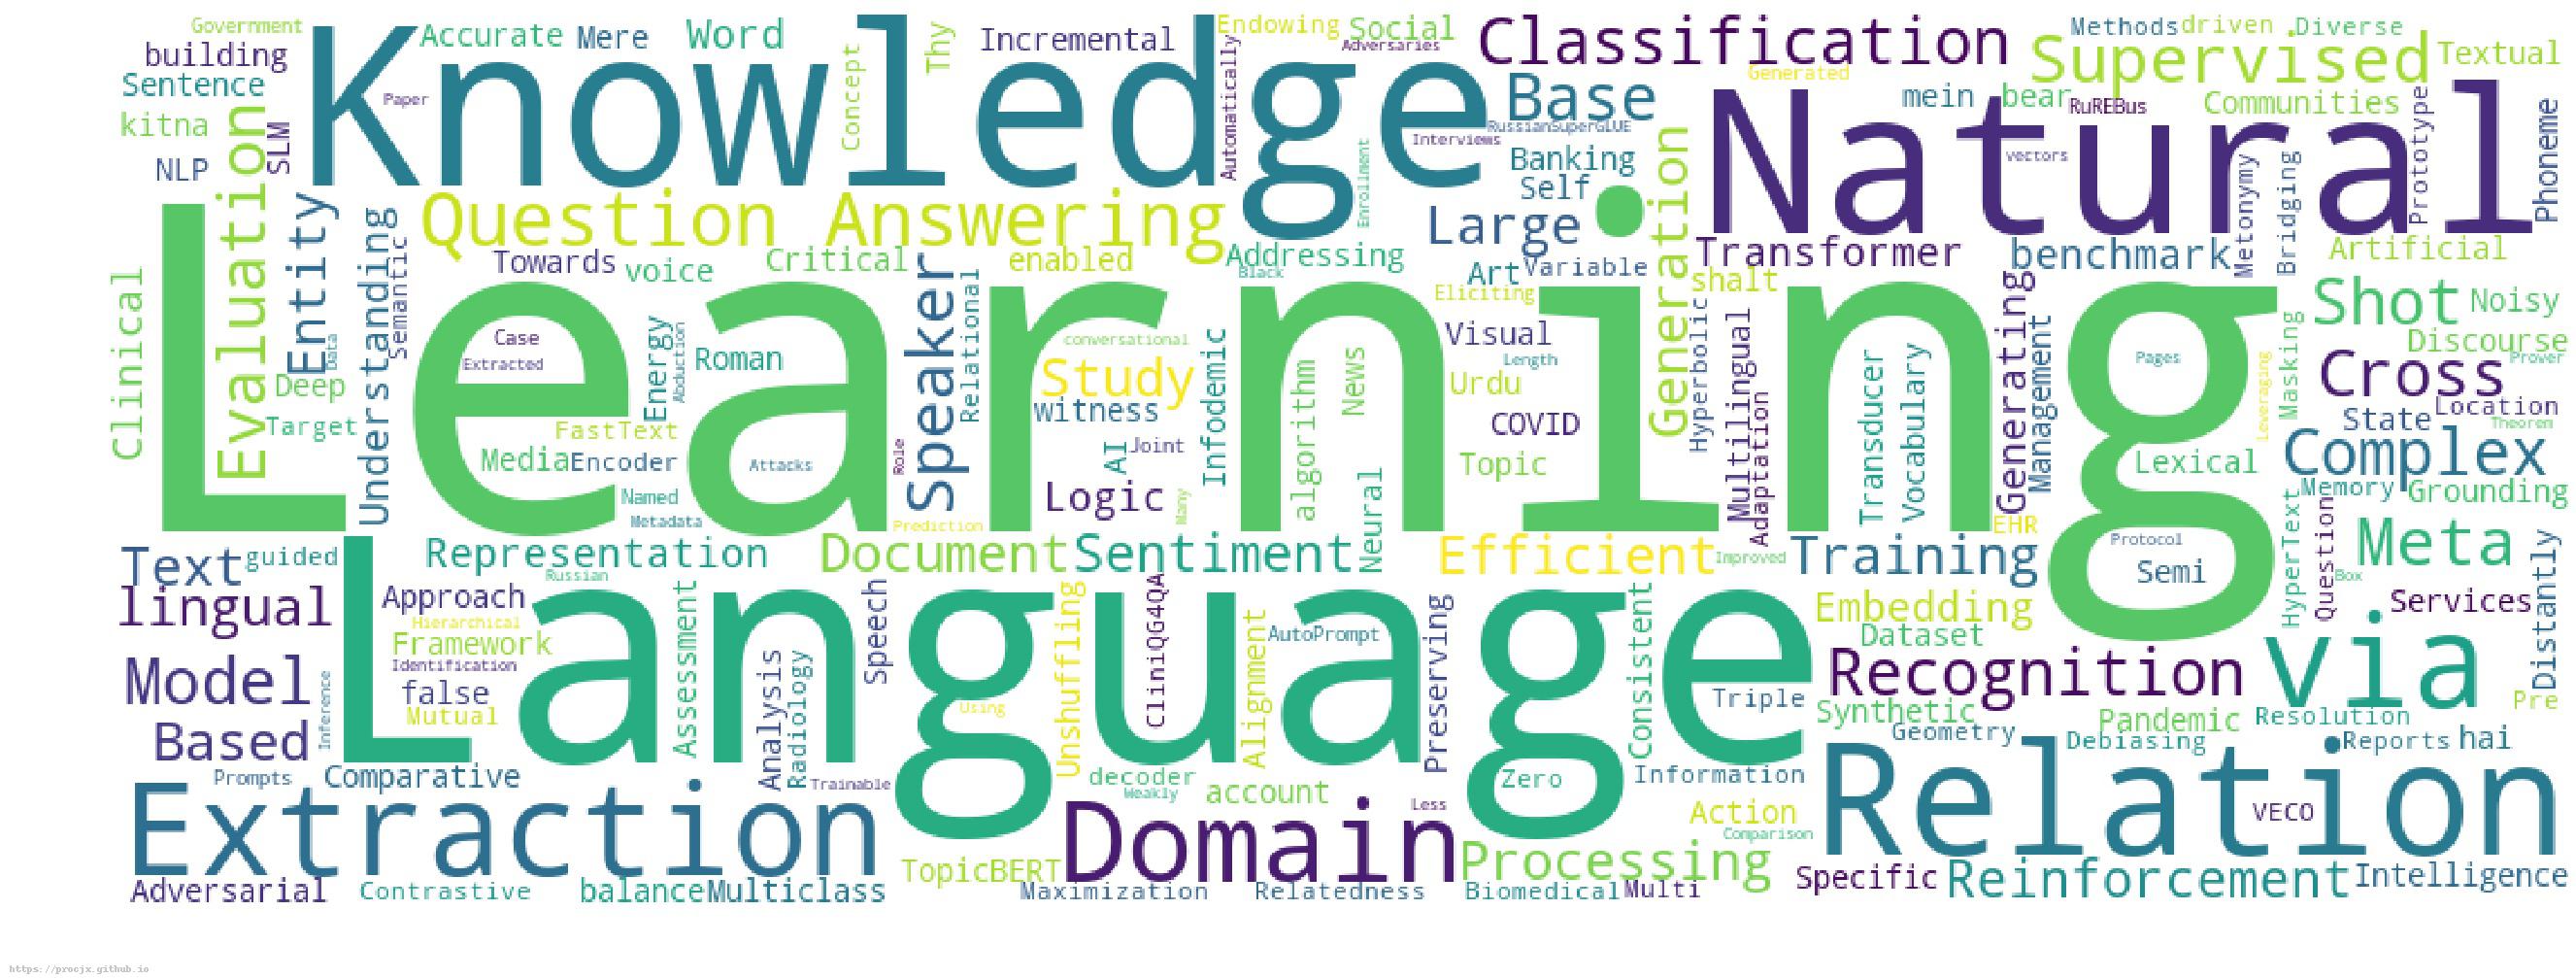 Government
building
Sentence
kitna
NLP
SLM
Evaluation
Knowledge
Paper
Accurate
Mere
Word
Concept
Thy
Incremental
Automatically
Endowing
Adversaries
Social
Enrollment
Interviews
Classification
Base
RussianSuperGLUE
Banking
Self
Large
Generated
Generation
Natural
vectors
Methods
driven
Diverse
Supervised
Textual
mein
bear
RuREBus
Communities
Prototype
Phoneme
Metonymy
Bridging
Artificial
Entity
Understanding
Semantic
Question Answering
Towards
voice
Critical
enabled
Addressing
Black
Art
Variable
Transformer
shalt
benchmark
Clinical
Learning
Deep
Data
Target
Case
Extracted
FastText
Media
Encoder
Named
Metadata
Energy
Abduction
Roman
Attacks
Role
Speaker
Relational
conversational
Study
witness
AI
Joint
Logic
Many
Prediction
Infodemic
algorithm
News
Neural
Eliciting
Visual
Length
Urdu
COVID
Topic
Hyperbolic
Multilingual
Adaptation
Transducer
Vocabulary
Generating
Management
EHR
Pages
Leveraging
Masking
Shot
Noisy
Discourse
Prover
Cross
State
Location
Theorem
Complex
Lexical
Memory
Grounding
HyperText
Question
Meta
Box
Text
guided
lingual
Representation
Russian
Document
Sentiment
Efficient
Improved
Training
Protocol
Semi
Services
Distantly
Approach
Hierarchical
Framework
Identification
false
Mutual
Inference
Language
Assessment
Analysis
Radiology
Speech
Using
Unshuffling
CliniQG4QA
Alignment
AutoPrompt
Preserving
Consistent
Triple
Embedding
Dataset
Recognition
via
Synthetic
Geometry
Pandemic
Debiasing
Resolution
Reports
hai
Pre
Model
Based
Prompts
Comparative
Trainable
decoder
Weakly
account
Less
Zero
Information
Action
Comparison
Extraction
Domain
Processing
Relation
VECO
Adversarial
Contrastive
balance
Multiclass
TopicBERT
Maximization
Relatedness
Biomedical
Multi
Specific
Reinforcement
Intelligence
https://procjx.github.io